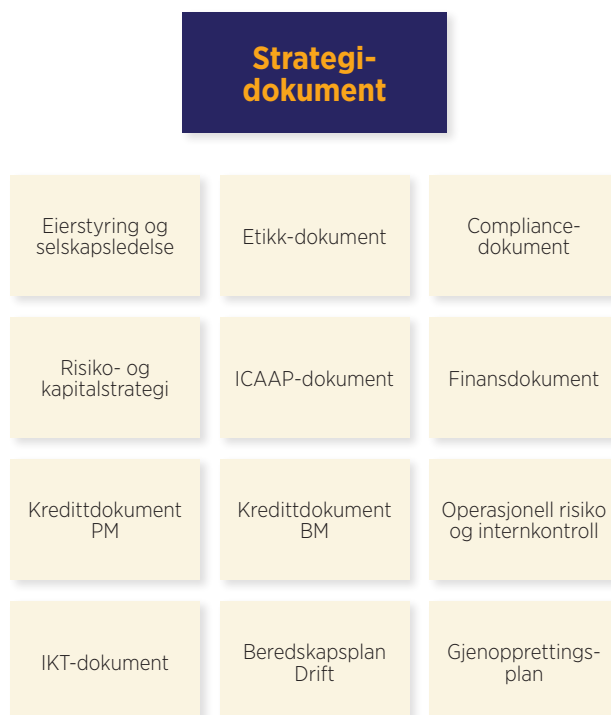 Strategi-
dokument
Eierstyring og
selskapsledelse
Etikk-dokument
Compliance-
dokument
Risiko- og
kapitalstrategi
ICAAP-dokument
Finansdokument
Kredittdokument
PM
Kredittdokument
BM
Operasjonell risiko
og internkontroll
IKT-dokument
Beredskapsplan
Drift
Gjenopprettings-
plan